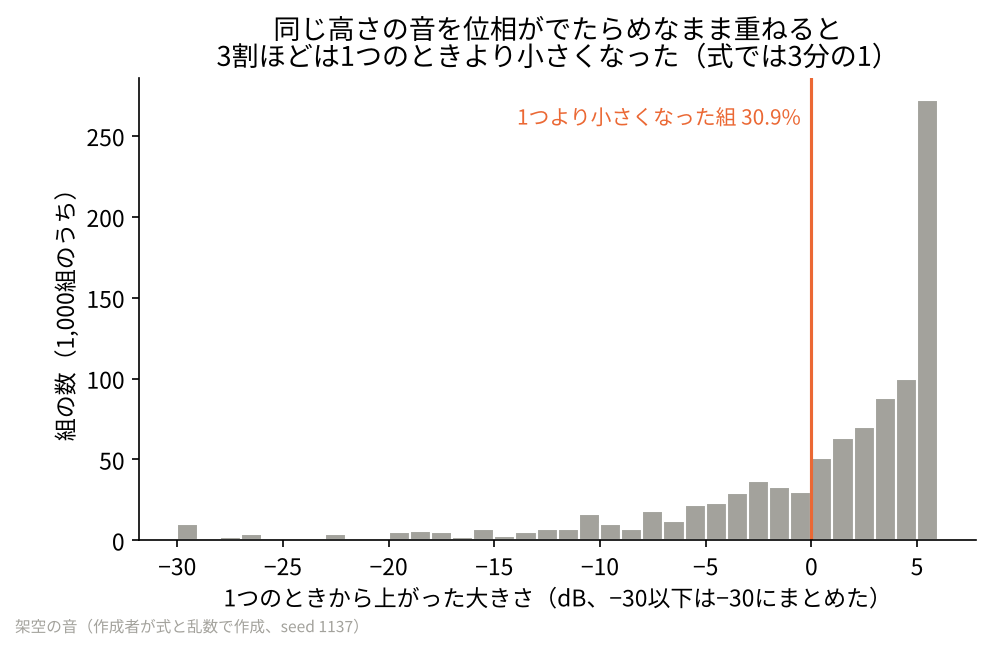 同じ高さの音を位相がでたらめなまま重ねると
3割ほどは1つのときより小さくなった（式では3分の1）
1つより小さくなった組 30.9%
組の数（1,000組のうち）
250
200
150
100
50
0
−30
−25
−20
−15
−10
−5
0
5
1つのときから上がった大きさ（dB、−30以下は−30にまとめた）
架空の音（作成者が式と乱数で作成、seed 1137）